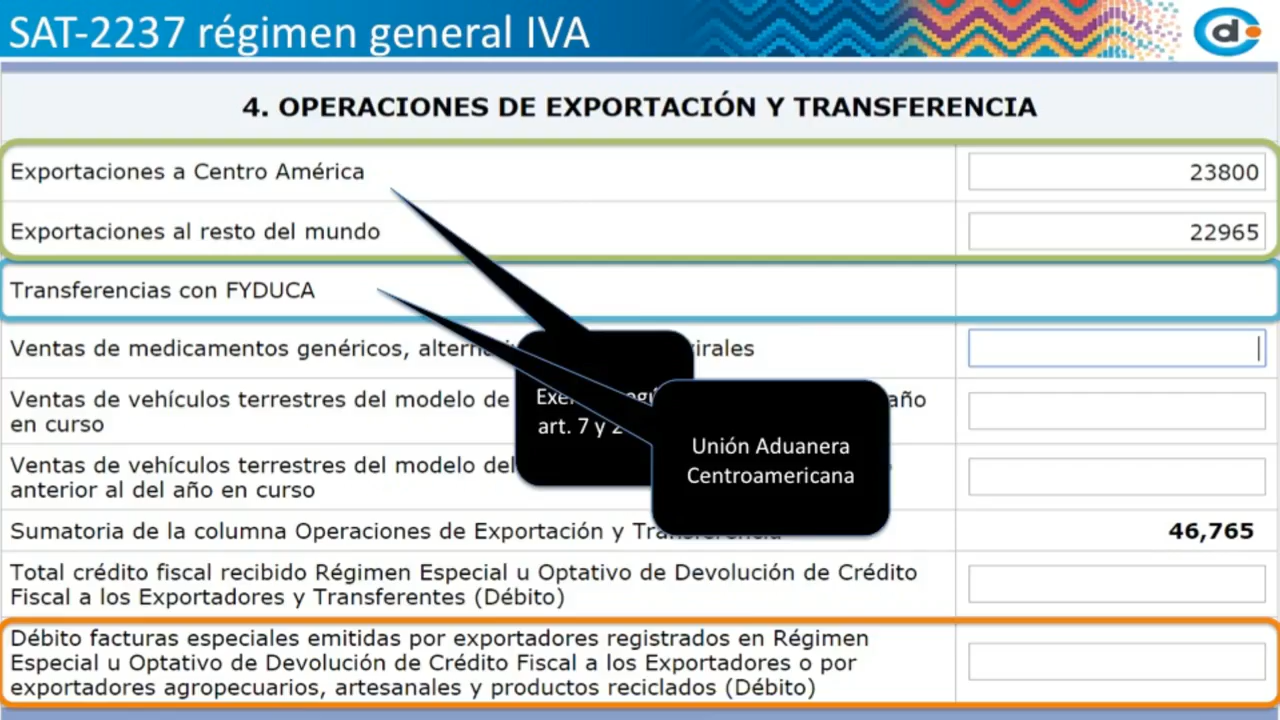 SAT-2237 régimen general IVA
d
4. OPERACIONES DE EXPORTACIÓN Y TRANSFERENCIA
Exportaciones a Centro América
23800
Exportaciones al resto del mundo
22965
Transferencias con FYDUCA
Ventas de medicamentos genéricos,
Ventas de vehículos terrestres del modelo de
año
en curso
Ventas de vehículos terrestres del modelo del
anterior al del año en curso
art. 7 y
Unión Aduanera
Centroamericana
Sumatoria de la columna Operaciones de Exportación y
46,765
Total crédito fiscal recibido Régimen Especial u Optativo de Devolución de Crédito
Fiscal a los Exportadores y Transferentes (Débito)
Débito facturas especiales emitidas por exportadores registrados en Régimen
Especial u Optativo de Devolución de Crédito Fiscal a los Exportadores o por
exportadores agropecuarios, artesanales y productos reciclados (Débito)